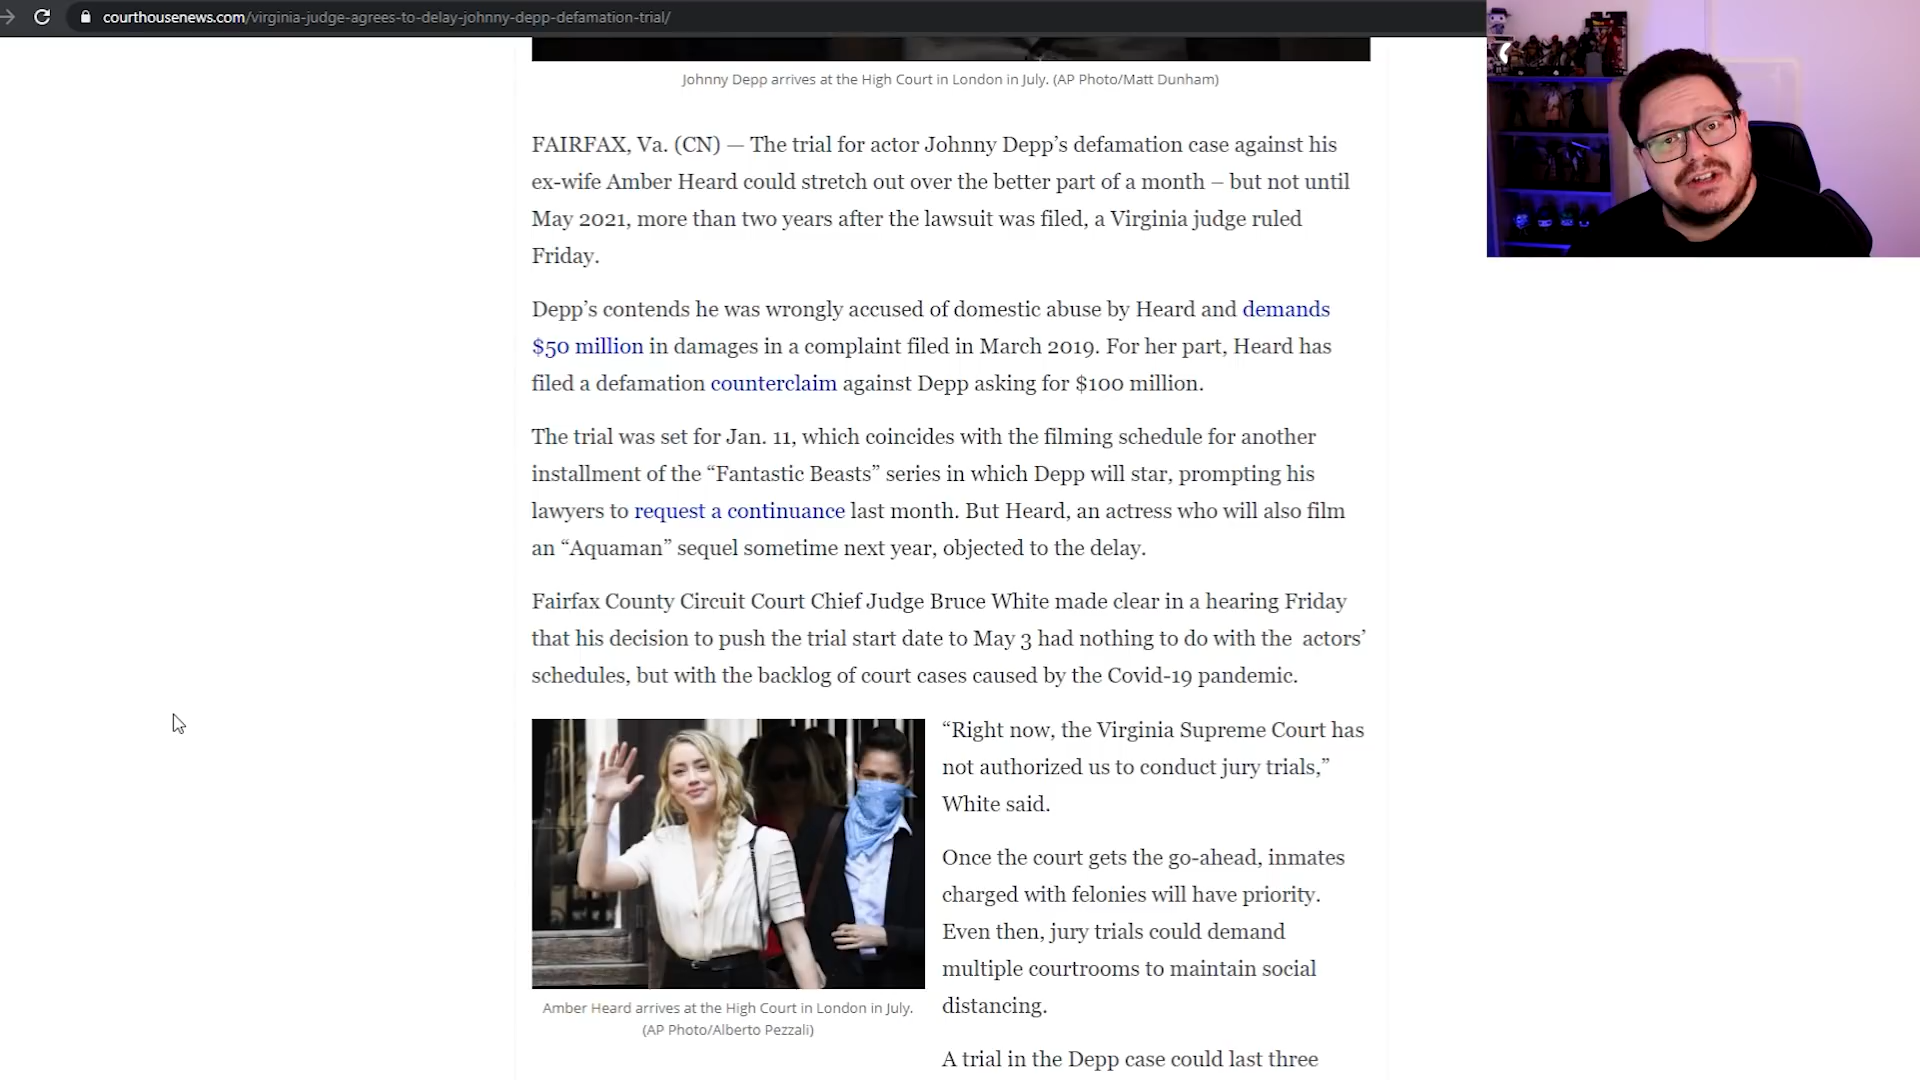 courthousenews.com/virginia-judge-agrees-to-delay-johnny-depp-defamation-trial/
Johnny Depp arrives at the High Court in London in July. (AP Photo/Matt Dunham)
FAIRFAX, Va. (CN) — The trial for actor Johnny Depp’s defamation case against his
ex-wife Amber Heard could stretch out over the better part of a month – but not until
May 2021, more than two years after the lawsuit was filed, a Virginia judge ruled
Friday.
Depp’s contends he was wrongly accused of domestic abuse by Heard and demands
$50 million in damages in a complaint filed in March 2019. For her part, Heard has
filed a defamation counterclaim against Depp asking for $100 million.
The trial was set for Jan. 11, which coincides with the filming schedule for another
installment of the “Fantastic Beasts” series in which Depp will star, prompting his
lawyers to request a continuance last month. But Heard, an actress who will also film
an “Aquaman” sequel sometime next year, objected to the delay.
Fairfax County Circuit Court Chief Judge Bruce White made clear in a hearing Friday
that his decision to push the trial start date to May 3 had nothing to do with the  actors’
schedules, but with the backlog of court cases caused by the Covid-19 pandemic.
“Right now, the Virginia Supreme Court has
not authorized us to conduct jury trials,”
White said.
Once the court gets the go-ahead, inmates
charged with felonies will have priority.
Even then, jury trials could demand
multiple courtrooms to maintain social
distancing.
Amber Heard arrives at the High Court in London in July.
(AP Photo/Alberto Pezzali)
A trial in the Depp case could last three